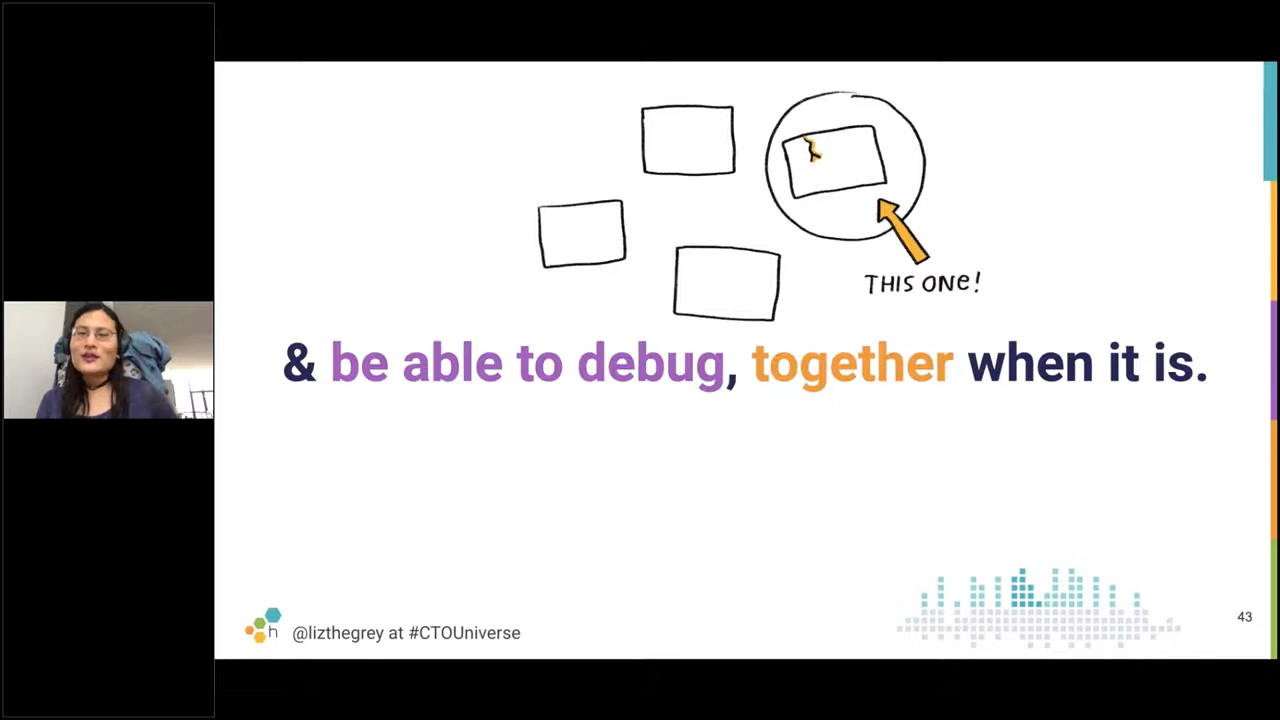 THIS ONE!
& be able to debug, together when it is.
h
@lizthegrey at #CTOUniverse
43